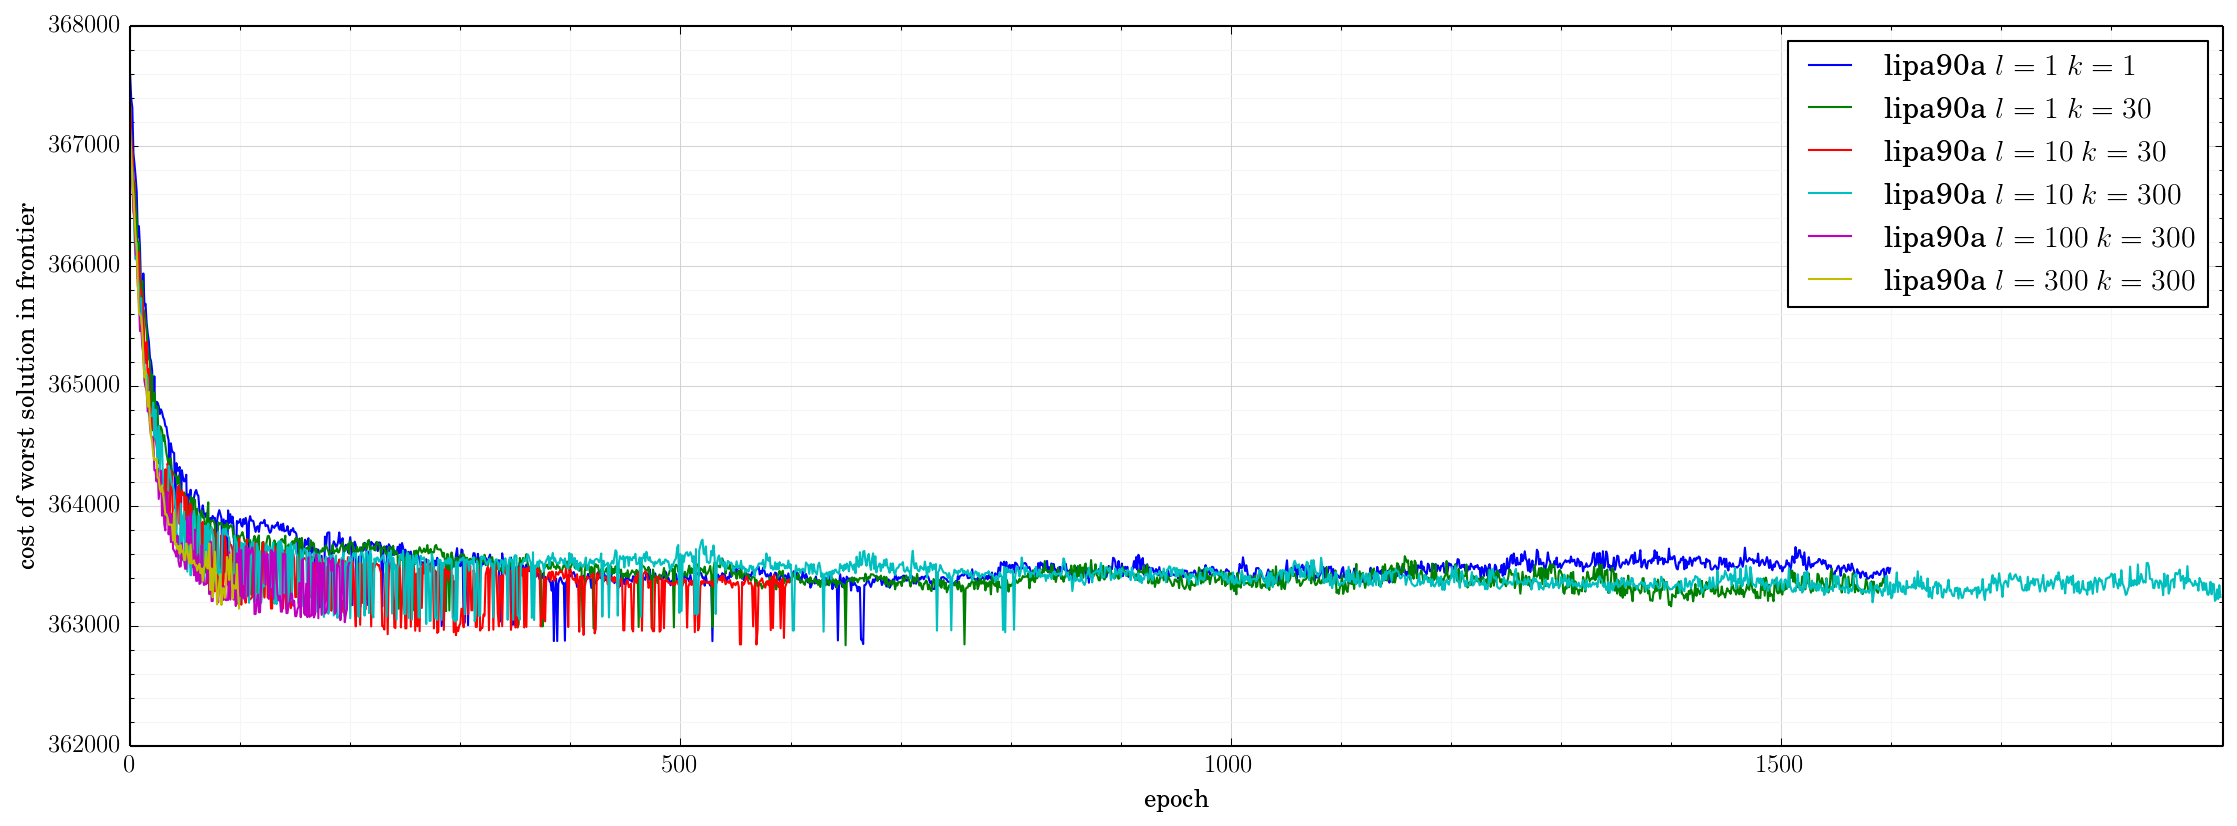 368000
367000
366000
365000
364000
363000
362000
cost of worst solution in frontier
0
500
1000
1500
epoch
lipa90a l = 1 k = 1
lipa90a l = 1 k = 30
lipa90a l = 10 k = 30
lipa90a l = 10 k = 300
lipa90a l = 100 k = 300
lipa90a l = 300 k = 300